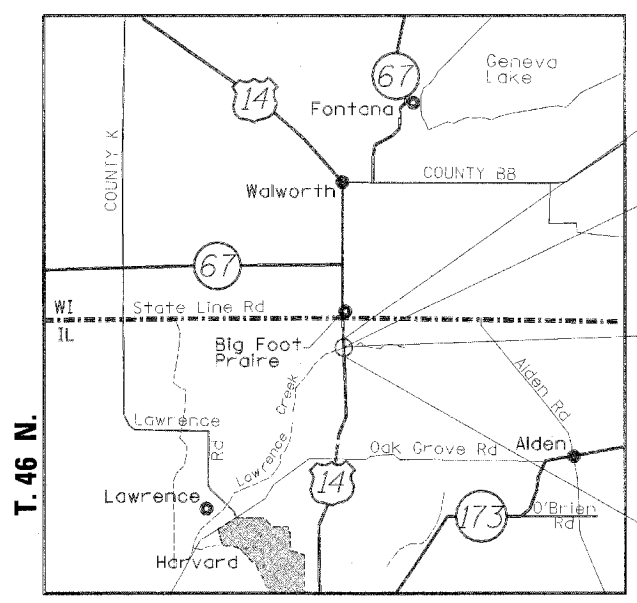 67
Geneva
Lake
14
Fontana
COUNTY K
COUNTY BB
Walworth
67
WI
State Line Rd
IL
Big Foot
Praire
Alden Rd
Lawrence Creek
Lawrence
Rd
Oak Grove Rd
Alden
T. 46 N.
14
Lawrence
173
O'Brien
Rd
Harvard